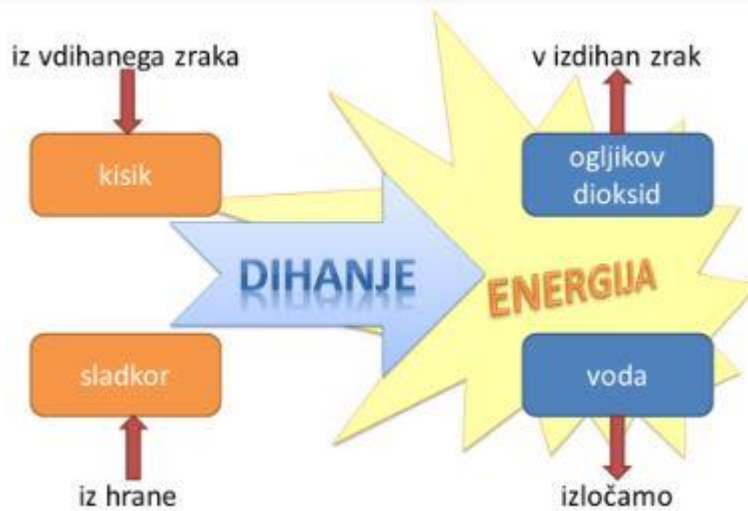 iz vdihanega zraka
v izdihan zrak
kisik
ogljikov
dioksid
DIHANJE
ENERGIJA
sladkor
voda
iz hrane
izločamo